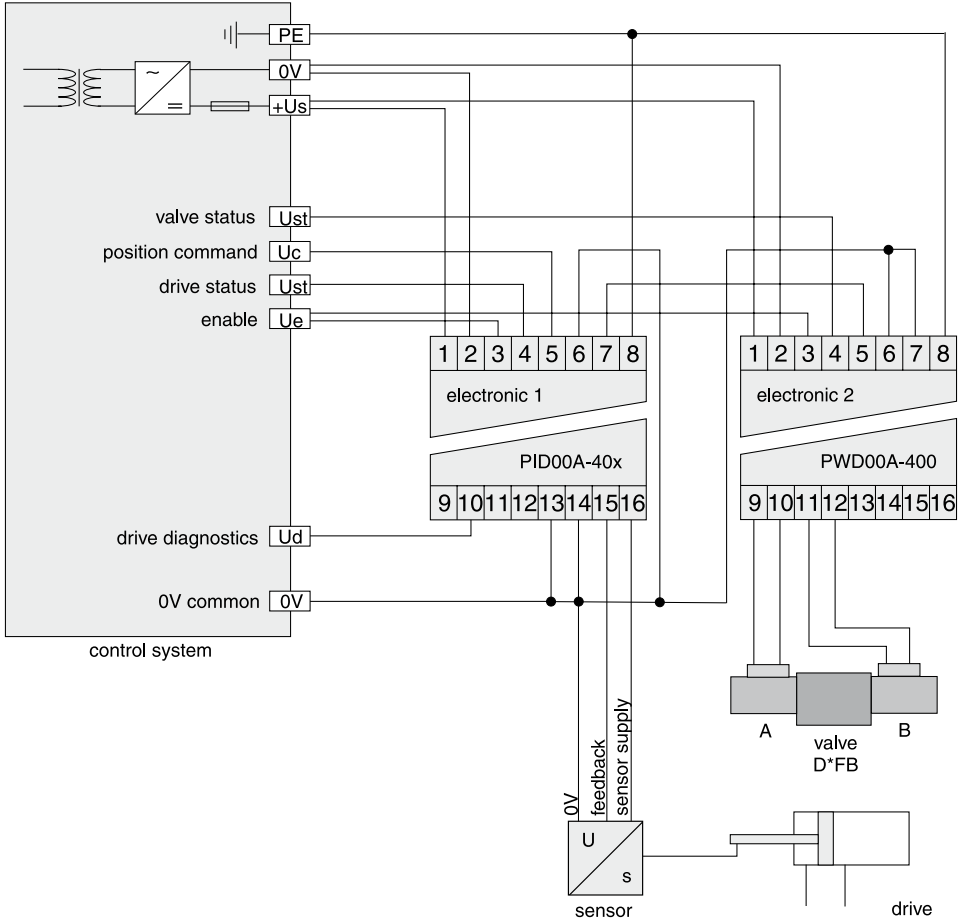 PE
~
0V
=
+Us
valve status Ust
position command Uc
drive status Ust
enable Ue
1 2 3 4 5 6 7 8
1 2 3 4 5 6 7 8
electronic 1
electronic 2
PID00A-40x
PWD00A-400
9 10 11 12 13 14 15 16
9 10 11 12 13 14 15 16
drive diagnostics Ud
0V common 0V
control system
A
B
valve
D*FB
0V
feedback
sensor supply
U
s
sensor
drive